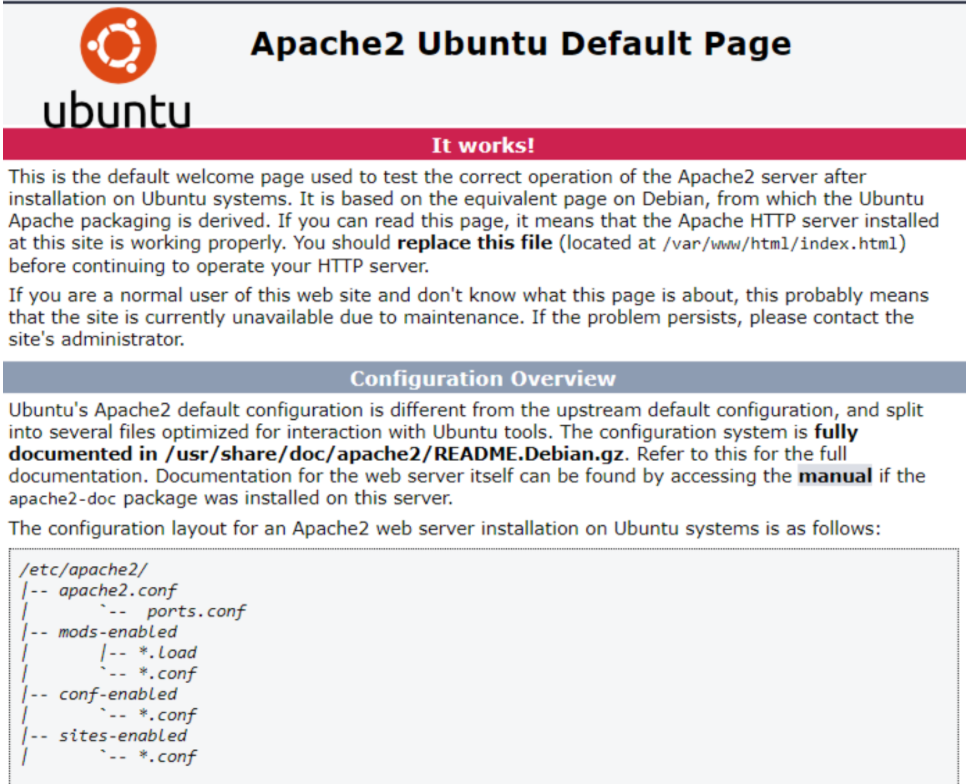 ubuntu
Apache2 Ubuntu Default Page
It works!
This is the default welcome page used to test the correct operation of the Apache2 server after
installation on Ubuntu systems. It is based on the equivalent page on Debian, from which the Ubuntu
Apache packaging is derived. If you can read this page, it means that the Apache HTTP server installed
at this site is working properly. You should replace this file (located at /var/www/html/index.html)
before continuing to operate your HTTP server.
If you are a normal user of this web site and don't know what this page is about, this probably means
that the site is currently unavailable due to maintenance. If the problem persists, please contact the
site's administrator.
Configuration Overview
Ubuntu's Apache2 default configuration is different from the upstream default configuration, and split
into several files optimized for interaction with Ubuntu tools. The configuration system is fully
documented in /usr/share/doc/apache2/README.Debian.gz. Refer to this for the full
documentation. Documentation for the web server itself can be found by accessing the manual if the
apache2-doc package was installed on this server.
The configuration layout for an Apache2 web server installation on Ubuntu systems is as follows:
/etc/apache2/
|-- apache2.conf
|       `--  ports.conf
|-- mods-enabled
|       |-- *.load
|       `-- *.conf
|-- conf-enabled
|       `-- *.conf
|-- sites-enabled
|       `-- *.conf